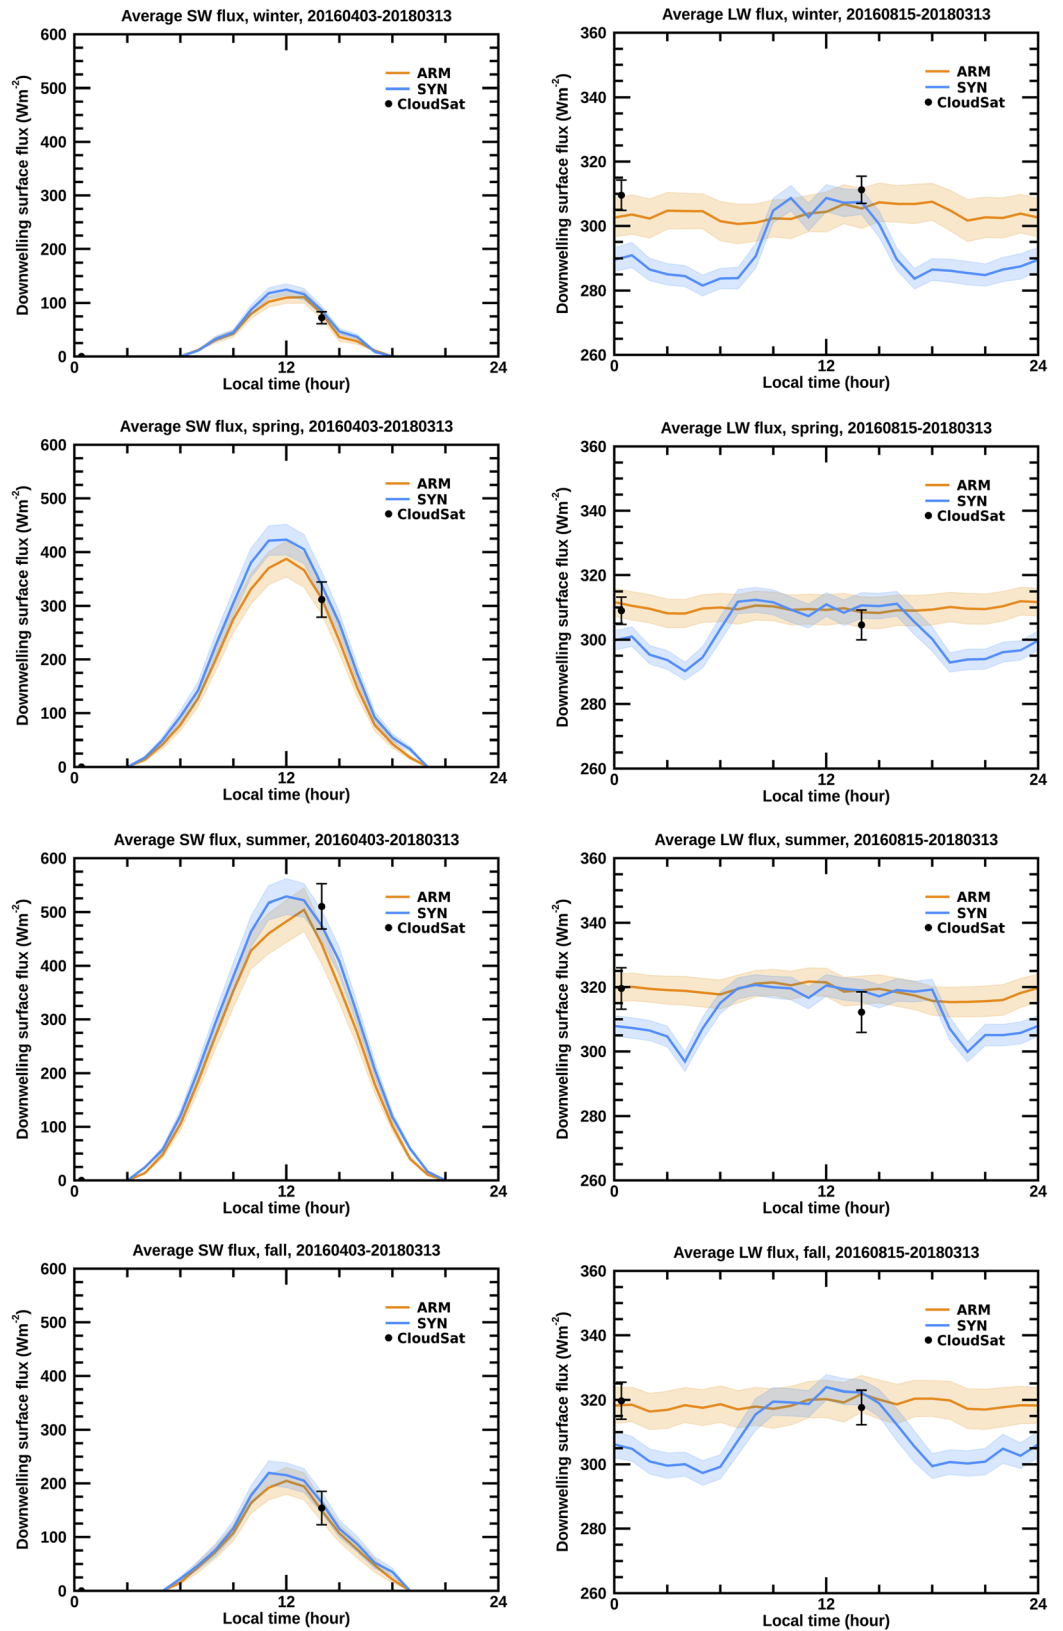 Average SW flux, winter, 20160403-20180313
600
500
400
300
200
100
0
Downwelling surface flux (Wm-2)
ARM
SYN
CloudSat
0
12
24
Local time (hour)
Average LW flux, winter, 20160815-20180313
360
340
320
300
280
260
Downwelling surface flux (Wm-2)
ARM
SYN
CloudSat
0
12
24
Local time (hour)
Average SW flux, spring, 20160403-20180313
600
500
400
300
200
100
0
Downwelling surface flux (Wm-2)
ARM
SYN
CloudSat
0
12
24
Local time (hour)
Average LW flux, spring, 20160815-20180313
360
340
320
300
280
260
Downwelling surface flux (Wm-2)
ARM
SYN
CloudSat
0
12
24
Local time (hour)
Average SW flux, summer, 20160403-20180313
600
500
400
300
200
100
0
Downwelling surface flux (Wm-2)
ARM
SYN
CloudSat
0
12
24
Local time (hour)
Average LW flux, summer, 20160815-20180313
360
340
320
300
280
260
Downwelling surface flux (Wm-2)
ARM
SYN
CloudSat
0
12
24
Local time (hour)
Average SW flux, fall, 20160403-20180313
600
500
400
300
200
100
0
Downwelling surface flux (Wm-2)
ARM
SYN
CloudSat
0
12
24
Local time (hour)
Average LW flux, fall, 20160815-20180313
360
340
320
300
280
260
Downwelling surface flux (Wm-2)
ARM
SYN
CloudSat
0
12
24
Local time (hour)